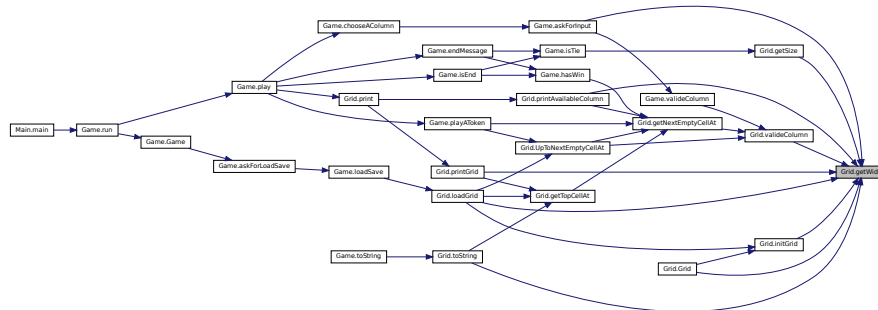 Game.chooseAColumn
Game.askForInput
Game.endMessage
Game.isTie
Grid.getSize
Game.isEnd
Game.hasWin
Game.play
Grid.print
Grid.printAvailableColumn
Game.valideColumn
Main.main
Game.run
Game.playAToken
Grid.getNextEmptyCellAt
Game.Game
Grid.UpToNextEmptyCellAt
Grid.valideColumn
Game.askForLoadSave
Game.loadSave
Grid.printGrid
Grid.getWid
Grid.loadGrid
Grid.getTopCellAt
Grid.initGrid
Game.toString
Grid.toString
Grid.Grid